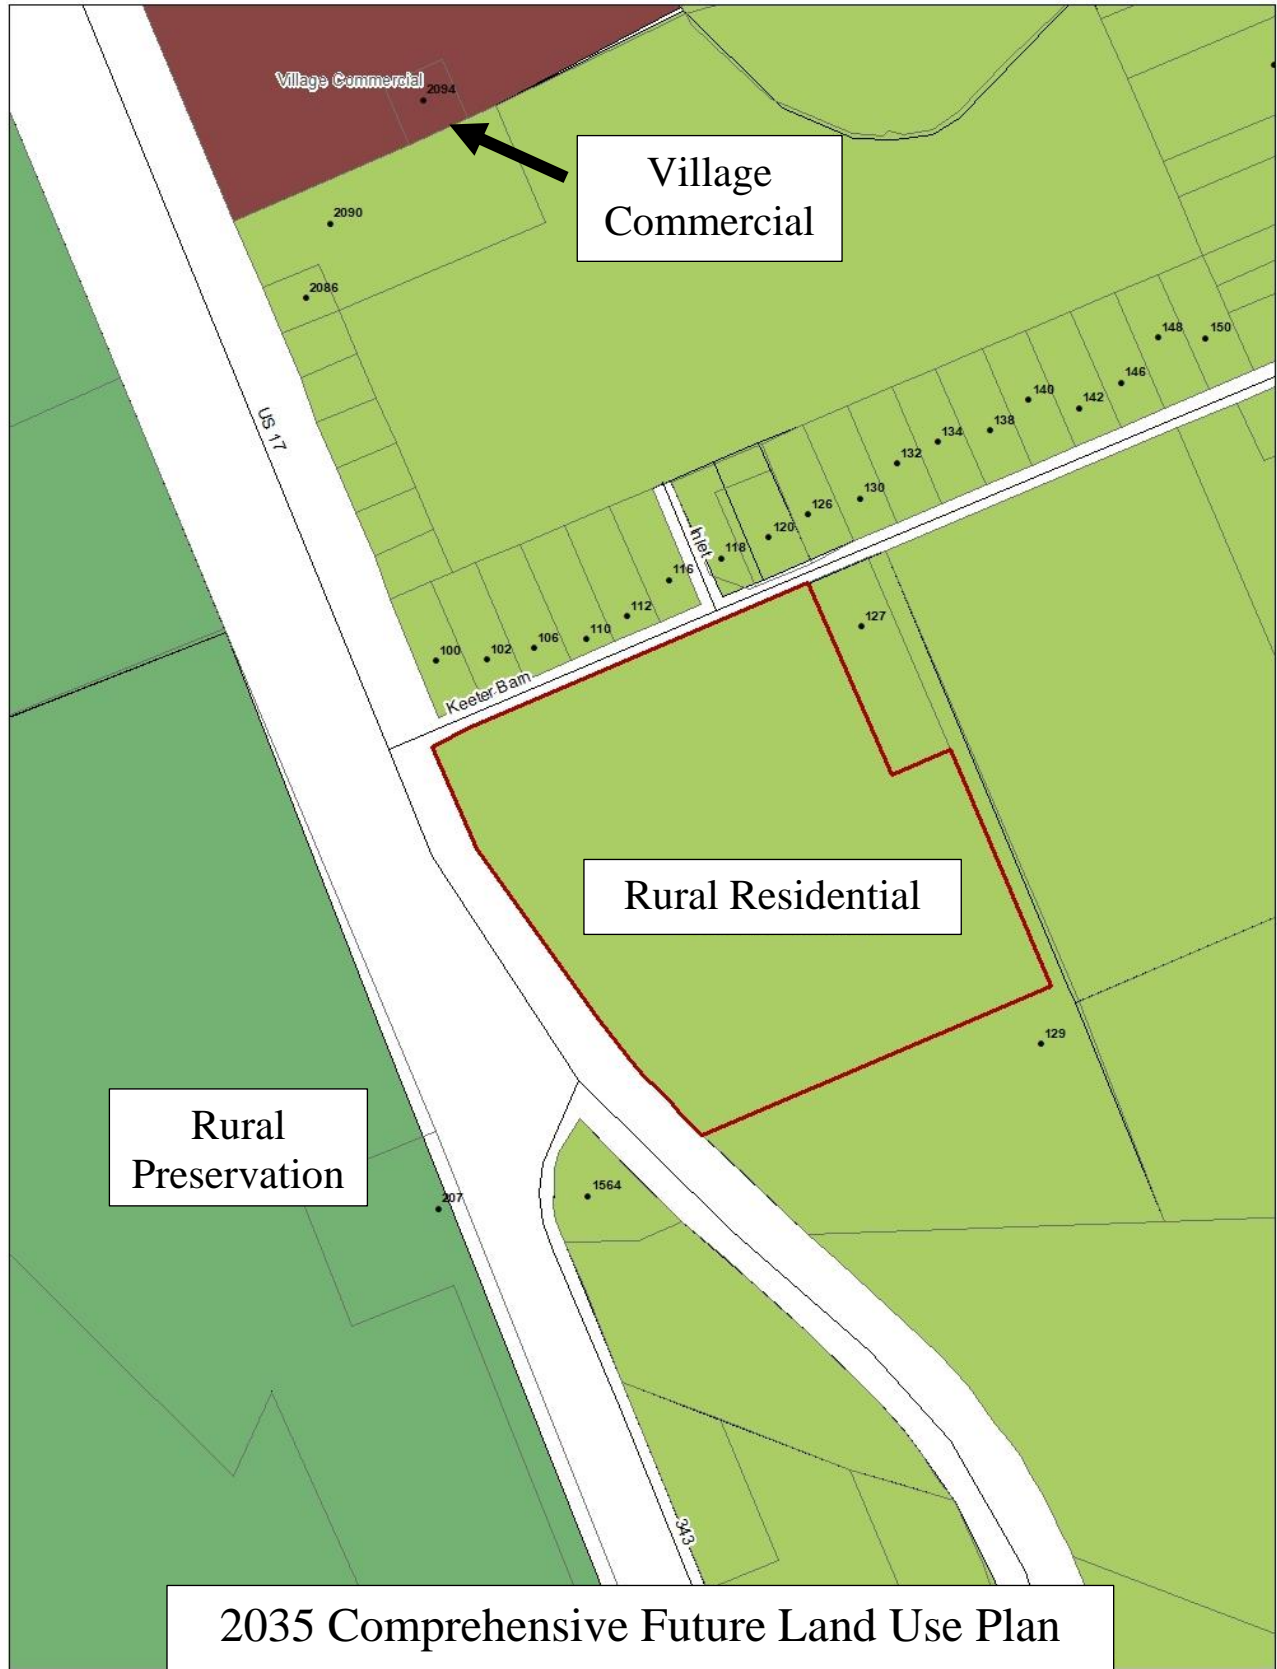 Village Commercial
2094
Village
Commercial
2090
2086
148
150
146
140
142
138
134
132
US 17
130
126
120
Inlet
118
116
127
112
110
106
102
100
Keeter Barn
Rural Residential
129
Rural
Preservation
1564
207
343
2035 Comprehensive Future Land Use Plan